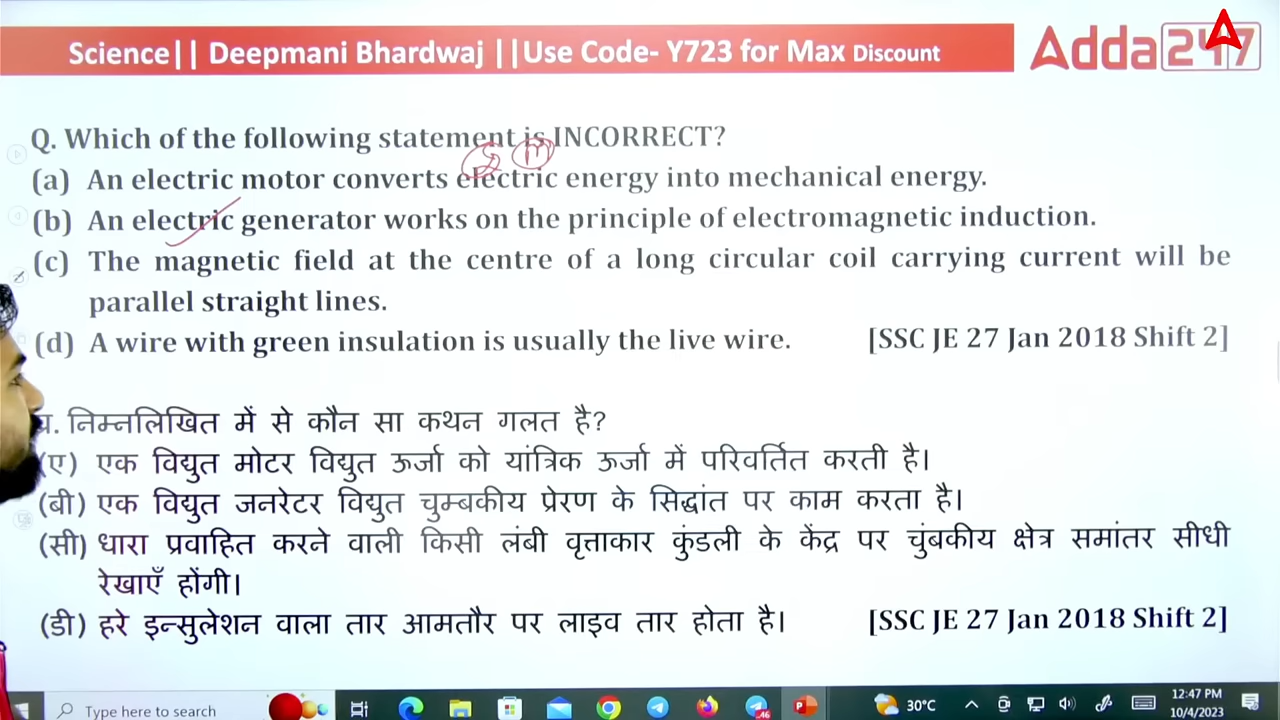 Science|| Deepmani Bhardwaj ||Use Code- Y723 for Max Discount
Adda247
Q. Which of the following statement is INCORRECT?
(a) An electric motor converts electric energy into mechanical energy.
(b) An electric generator works on the principle of electromagnetic induction.
(c) The magnetic field at the centre of a long circular coil carrying current will be
parallel straight lines.
(d) A wire with green insulation is usually the live wire. [SSC JE 27 Jan 2018 Shift 2]
प्र. निम्नलिखित में से कौन सा कथन गलत है?
(ए) एक विद्युत मोटर विद्युत ऊर्जा को यांत्रिक ऊर्जा में परिवर्तित करती है।
(बी) एक विद्युत जनरेटर विद्युत चुम्बकीय प्रेरण के सिद्धांत पर काम करता है।
(सी) धारा प्रवाहित करने वाली किसी लंबी वृत्ताकार कुंडली के केंद्र पर चुंबकीय क्षेत्र समांतर सीधी
रेखाएँ होंगी।
(डी) हरे इन्सुलेशन वाला तार आमतौर पर लाइव तार होता है। [SSC JE 27 Jan 2018 Shift 2]
Type here to search
30°C
12:47 PM
10/4/2023